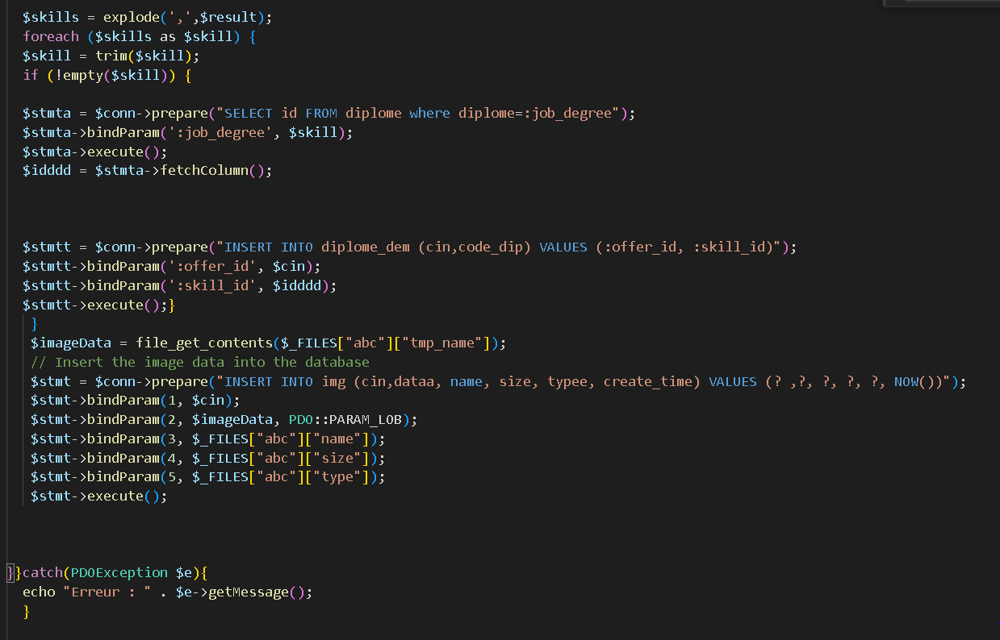 $skills = explode(',',$result);
foreach ($skills as $skill) {
$skill = trim($skill);
if (!empty($skill)) {
$stmta = $conn->prepare("SELECT id FROM diplome where diplome=:job_degree");
$stmta->bindParam(':job_degree', $skill);
$stmta->execute();
$idddd = $stmta->fetchColumn();
$stmtt = $conn->prepare("INSERT INTO diplome_dem (cin,code_dip) VALUES (:offer_id, :skill_id)");
$stmtt->bindParam(':offer_id', $cin);
$stmtt->bindParam(':skill_id', $idddd);
$stmtt->execute();}
}
$imageData = file_get_contents($_FILES["abc"]["tmp_name"]);
// Insert the image data into the database
$stmt = $conn->prepare("INSERT INTO img (cin,dataa, name, size, typee, create_time) VALUES (? ,?, ?, ?, ?, NOW())");
$stmt->bindParam(1, $cin);
$stmt->bindParam(2, $imageData, PDO::PARAM_LOB);
$stmt->bindParam(3, $_FILES["abc"]["name"]);
$stmt->bindParam(4, $_FILES["abc"]["size"]);
$stmt->bindParam(5, $_FILES["abc"]["type"]);
$stmt->execute();
}}catch(PDOException $e){
echo "Erreur : " . $e->getMessage();
}